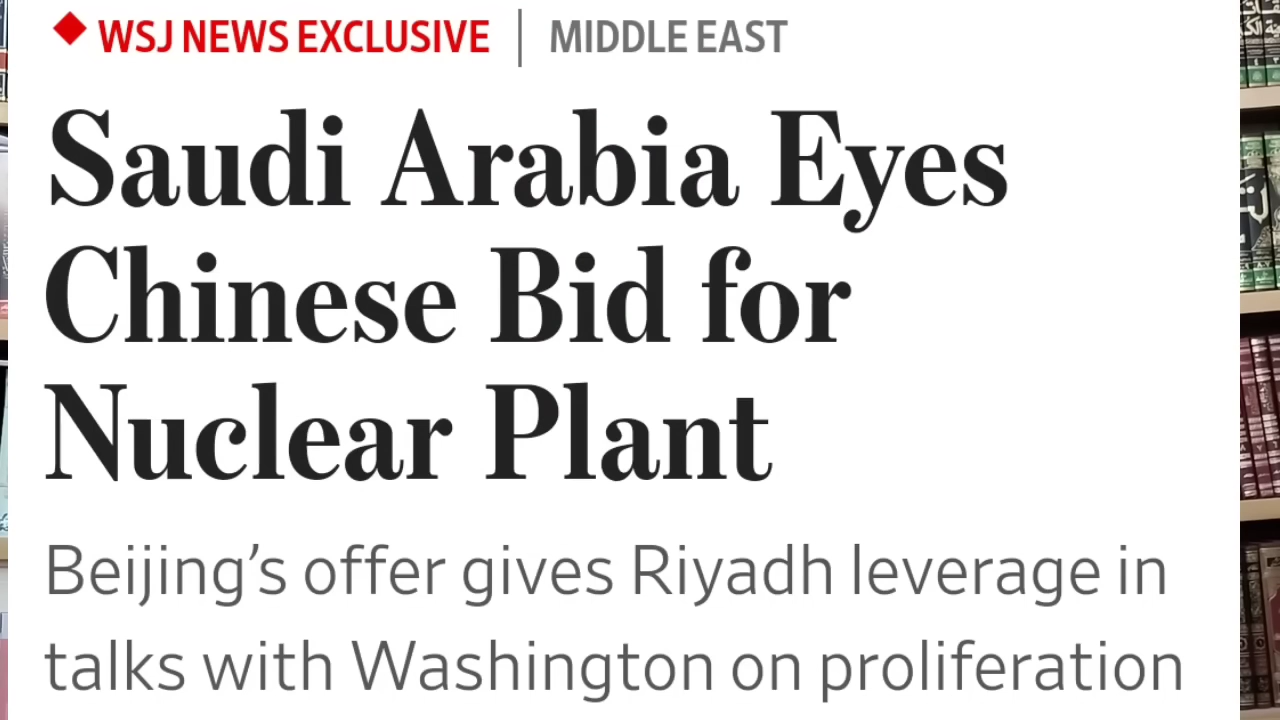 WSJ NEWS EXCLUSIVE | MIDDLE EAST
Saudi Arabia Eyes
Chinese Bid for
Nuclear Plant
Beijing’s offer gives Riyadh leverage in
talks with Washington on proliferation